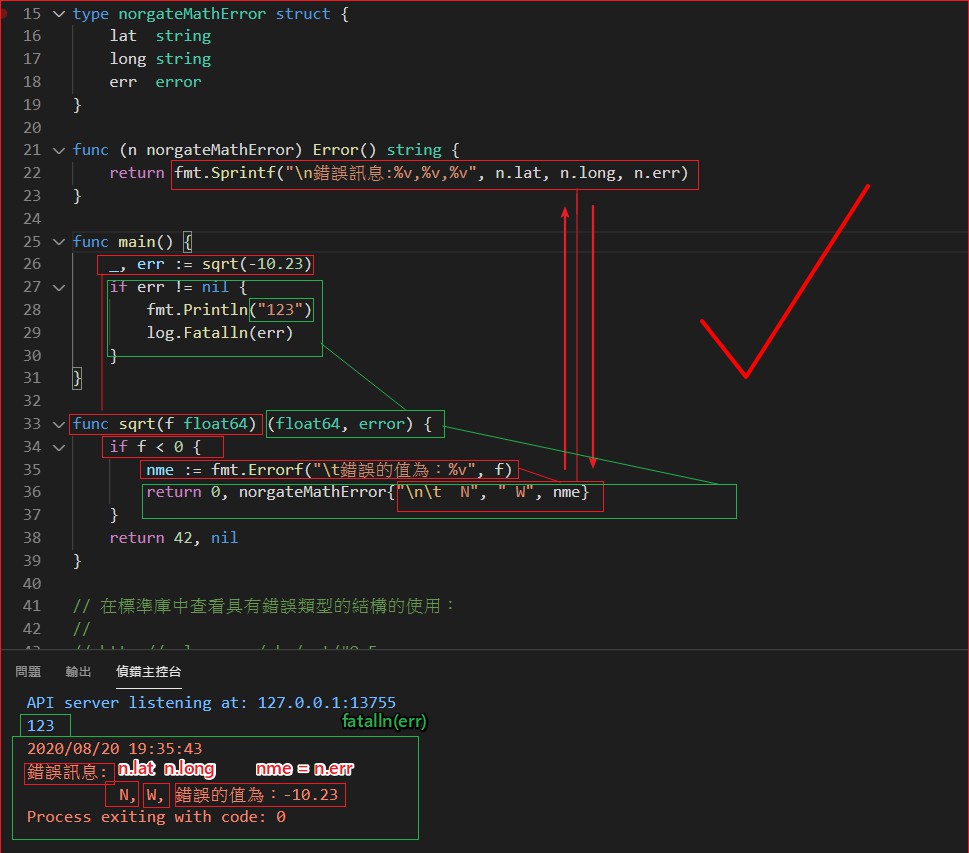 15 type norgateMathError struct {
16 lat string
17 long string
18 err error
19 }
20
21 func (n norgateMathError) Error() string {
22 return fmt.Sprintf("\n錯誤訊息:%v,%v,%v", n.lat, n.long, n.err)
23 }
24
25 func main() {
26 _, err := sqrt(-10.23)
27 if err != nil {
28 fmt.Println("123")
29 log.Fatalln(err)
30 }
31 }
32
33 func sqrt(f float64) (float64, error) {
34 if f < 0 {
35 nme := fmt.Errorf("\t錯誤的值為：%v", f)
36 return 0, norgateMathError{"\n\t  N", " W", nme}
37 }
38 return 42, nil
39 }
40
41 // 在標準庫中查看具有錯誤類型的結構的使用：
42 //
問題 輸出 偵錯主控台
API server listening at: 127.0.0.1:13755
123 fatalln(err)
2020/08/20 19:35:43
錯誤訊息: n.lat n.long nme = n.err
N, W, 錯誤的值為：-10.23
Process exiting with code: 0